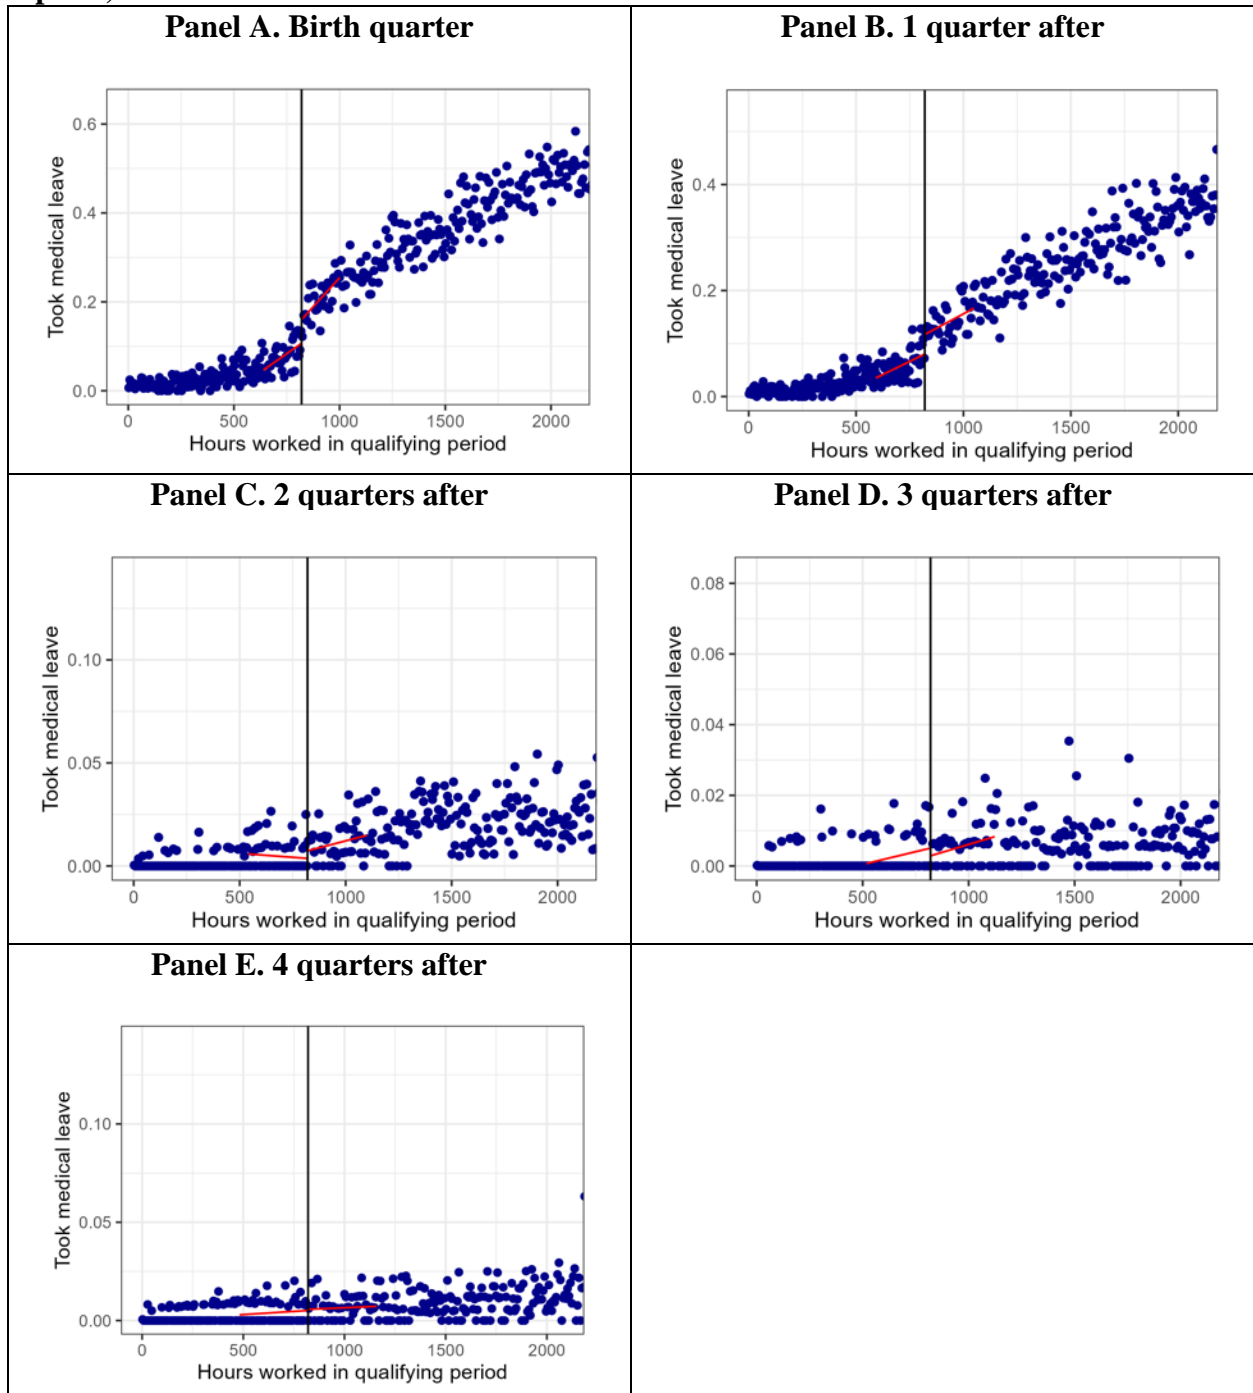 Panel A. Birth quarter
0.6
0.4
0.2
0.0
Took medical leave
0 500 1000 1500 2000
Hours worked in qualifying period
Panel B. 1 quarter after
0.4
0.2
0.0
Took medical leave
0 500 1000 1500 2000
Hours worked in qualifying period
Panel C. 2 quarters after
0.10
0.05
0.00
Took medical leave
0 500 1000 1500 2000
Hours worked in qualifying period
Panel D. 3 quarters after
0.08
0.06
0.04
0.02
0.00
Took medical leave
0 500 1000 1500 2000
Hours worked in qualifying period
Panel E. 4 quarters after
0.10
0.05
0.00
Took medical leave
0 500 1000 1500 2000
Hours worked in qualifying period